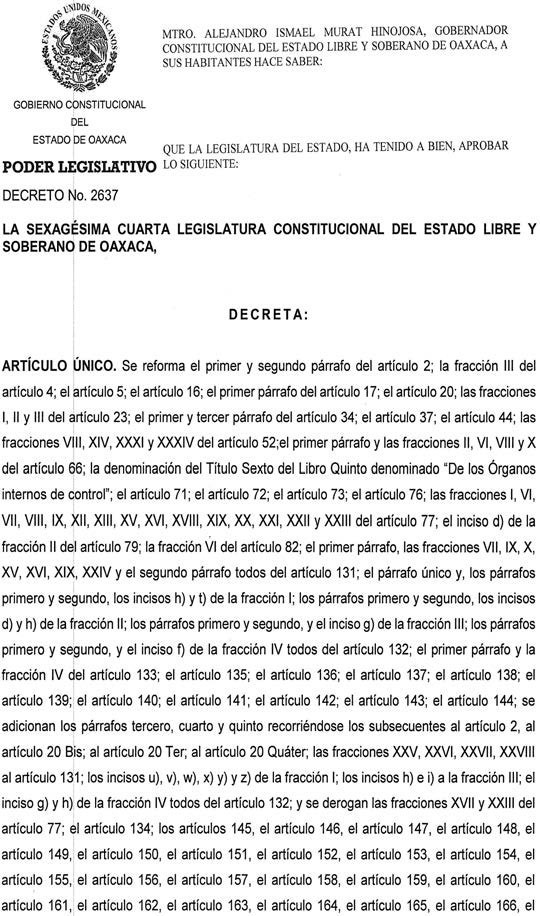 ESTADOS UNIDOS MEXICANOS
GOBIERNO CONSTITUCIONAL
DEL
ESTADO DE OAXACA
PODER LEGISLATIVO
MTRO. ALEJANDRO ISMAEL MURAT HINOJOSA, GOBERNADOR
CONSTITUCIONAL DEL ESTADO LIBRE Y SOBERANO DE OAXACA, A
SUS HABITANTES HACE SABER:
QUE LA LEGISLATURA DEL ESTADO, HA TENIDO A BIEN, APROBAR
LO SIGUIENTE:
DECRETO No. 2637
LA SEXAGÉSIMA CUARTA LEGISLATURA CONSTITUCIONAL DEL ESTADO LIBRE Y
SOBERANO DE OAXACA,
DECRETA:
ARTÍCULO ÚNICO. Se reforma el primer y segundo párrafo del artículo 2; la fracción III del
artículo 4; el artículo 5; el artículo 16; el primer párrafo del artículo 17; el artículo 20; las fracciones
I, II y III del artículo 23; el primer y tercer párrafo del artículo 34; el artículo 37; el artículo 44; las
fracciones VIII, XIV, XXXI y XXXIV del artículo 52;el primer párrafo y las fracciones II, VI, VIII y X
del artículo 66; la denominación del Título Sexto del Libro Quinto denominado “De los Órganos
internos de control”; el artículo 71; el artículo 72; el artículo 73; el artículo 76; las fracciones I, VI,
VII, VIII, IX, XII, XIII, XV, XVI, XVIII, XIX, XX, XXI, XXII y XXIII del artículo 77; el inciso d) de la
fracción II del artículo 79; la fracción VI del artículo 82; el primer párrafo, las fracciones VII, IX, X,
XV, XVI, XIX, XXIV y el segundo párrafo todos del artículo 131; el párrafo único y, los párrafos
primero y segundo, los incisos h) y t) de la fracción I; los párrafos primero y segundo, los incisos
d) y h) de la fracción II; los párrafos primero y segundo, y el inciso g) de la fracción III; los párrafos
primero y segundo, y el inciso f) de la fracción IV todos del artículo 132; el primer párrafo y la
fracción IV del artículo 133; el artículo 135; el artículo 136; el artículo 137; el artículo 138; el
artículo 139; el artículo 140; el artículo 141; el artículo 142; el artículo 143; el artículo 144; se
adicionan los párrafos tercero, cuarto y quinto recorriéndose los subsecuentes al artículo 2, al
artículo 20 Bis; al artículo 20 Ter; al artículo 20 Quáter; las fracciones XXV, XXVI, XXVII, XXVIII
al artículo 131; los incisos u), v), w), x) y) y z) de la fracción I; los incisos h) e i) a la fracción III; el
inciso g) y h) de la fracción IV todos del artículo 132; y se derogan las fracciones XVII y XXIII del
artículo 77; el artículo 134; los artículos 145, el artículo 146, el artículo 147, el artículo 148, el
artículo 149, el artículo 150, el artículo 151, el artículo 152, el artículo 153, el artículo 154, el
artículo 155, el artículo 156, el artículo 157, el artículo 158, el artículo 159, el artículo 160, el
artículo 161, el artículo 162, el artículo 163, el artículo 164, el artículo 165, el artículo 166, el